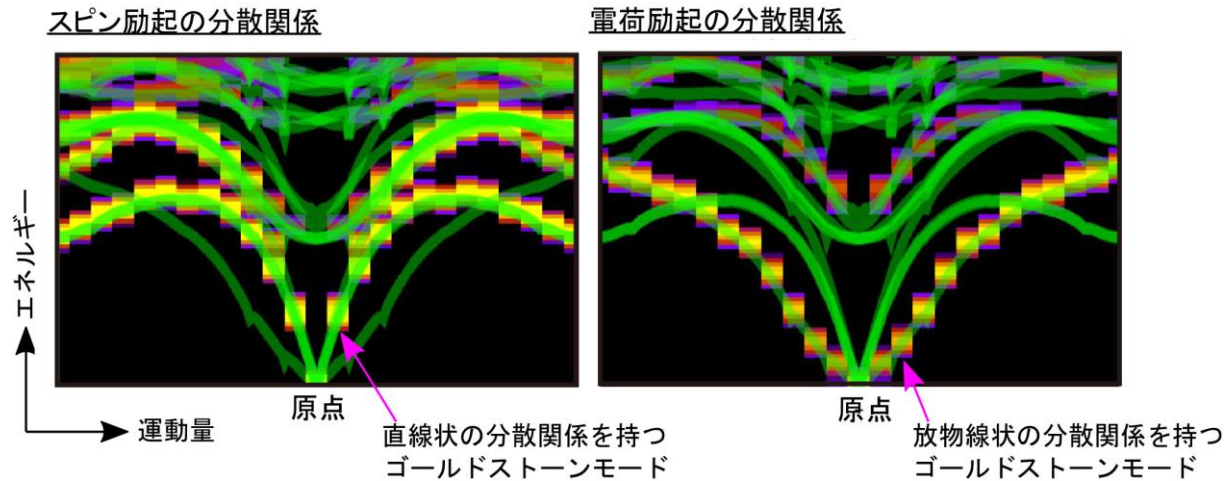 スピン励起の分散関係
電荷励起の分散関係
エネルギー
運動量
原点
原点
直線状の分散関係を持つ
ゴールドストーンモード
放物線状の分散関係を持つ
ゴールドストーンモード